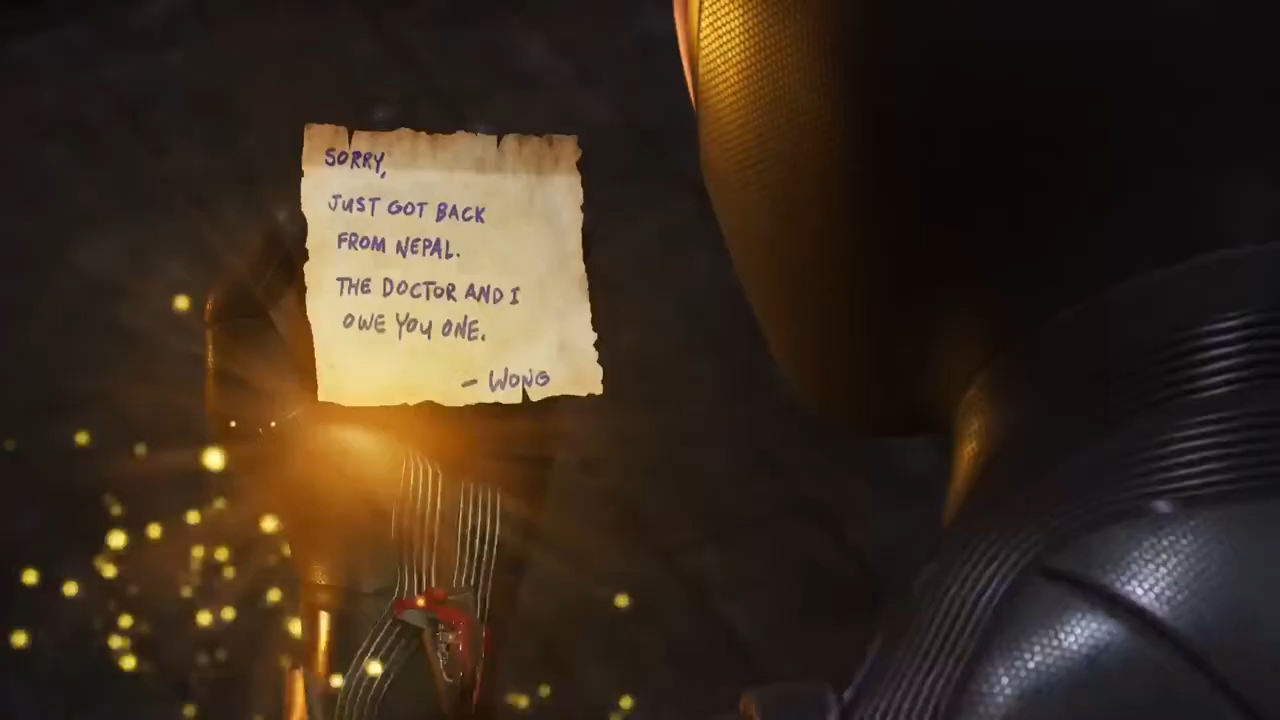 SORRY,
JUST GOT BACK
FROM NEPAL.
THE DOCTOR AND I
OWE YOU ONE.
- WONG